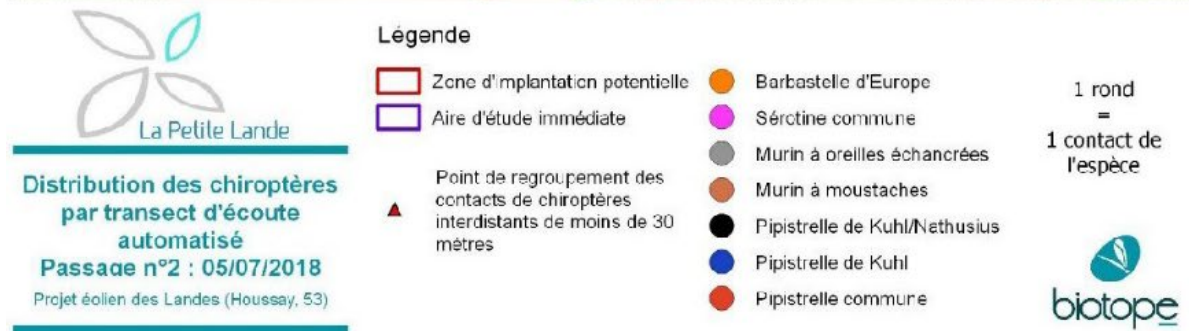 La Petite Lande
Distribution des chiroptères
par transect d'écoute
automatisé
Passage n°2 : 05/07/2018
Projet éolien des Landes (Houssay, 53)
Légende
Zone d'implantation potentielle
Aire d'étude immédiate
Point de regroupement des
contacts de chiroptères
interdistants de moins de 30
mètres
Barbastelle d'Europe
Sérotine commune
Murin à oreilles échancrées
Murin à moustaches
Pipistrelle de Kuhl/Nathusius
Pipistrelle de Kuhl
Pipistrelle commune
1 rond
=
1 contact de
l'espèce
biotope